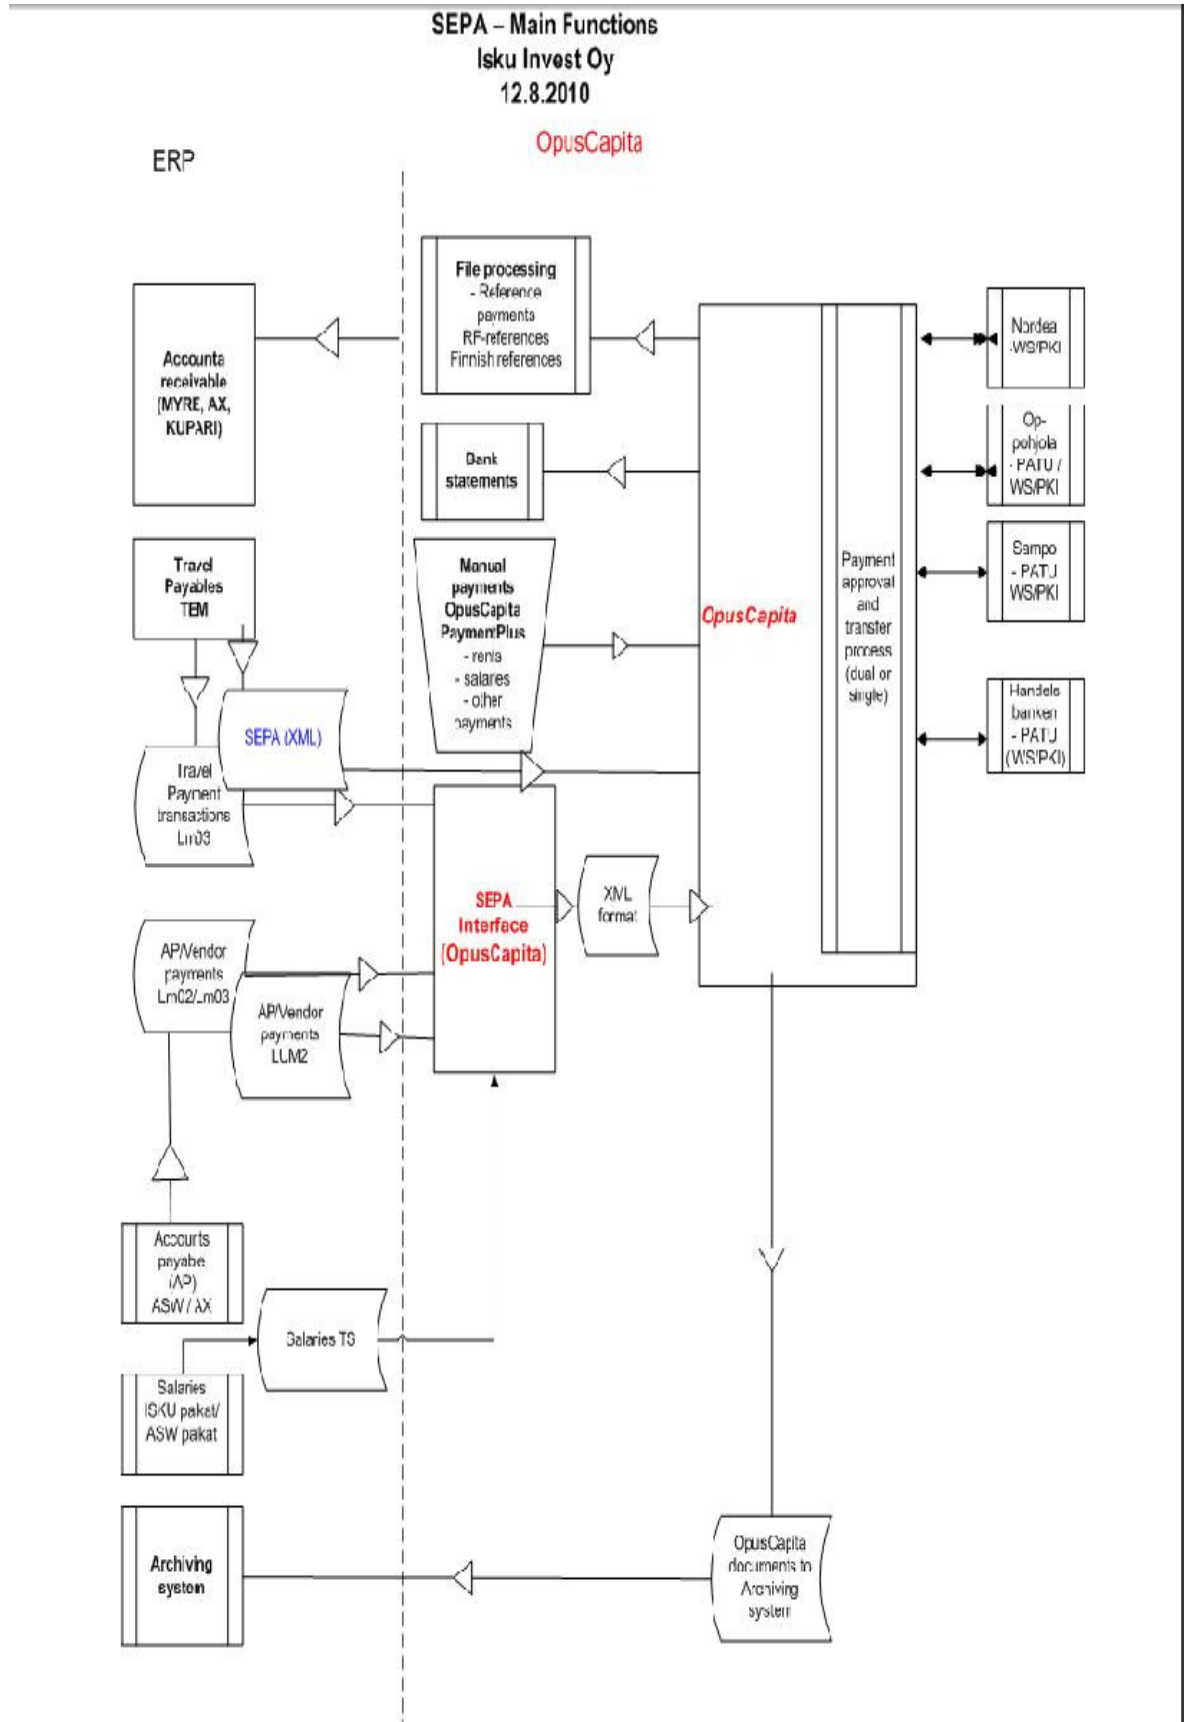 SEPA – Main Functions
Isku Invest Oy
12.8.2010
OpusCapita
ERP
File processing
- Reference
payments
RF-references
Finnish references
Accounta
receivable
(MYRE, AX,
KUPARI)
Nordea
-WS/PKI
Bank
statements
Op-
pohjola
- PATU /
WS/PKI
Travel
Payables
TEM
Manual
payments
OpusCapita
PaymentPlus
- rents
- salaries
- other
payments
OpusCapita
Payment
approval
and
transfer
process
(dual or
single)
Sampo
- PATU
WS/PKI
Handels
banken
- PATU
(WS/PKI)
SEPA (XML)
Travel
Payment
transactions
Lm03
SEPA
Interface
(OpusCapita)
XML
format
AP/Vendor
payments
Lm02/Lm03
AP/Vendor
payments
LUM2
Accounts
payabe
(AP)
ASW / AX
Salaries TS
Salaries
ISKU pakat/
ASW pakat
Archiving
system
OpusCapita
documents to
Archiving
system